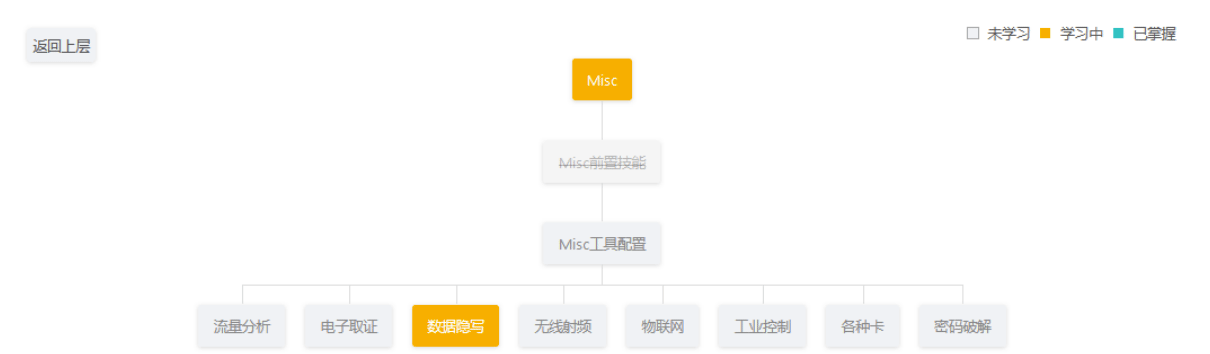 返回上层
未学习 学习中 已掌握
Misc
Misc前置技能
Misc工具配置
流量分析 电子取证 数据隐写 无线射频 物联网 工业控制 各种卡 密码破解